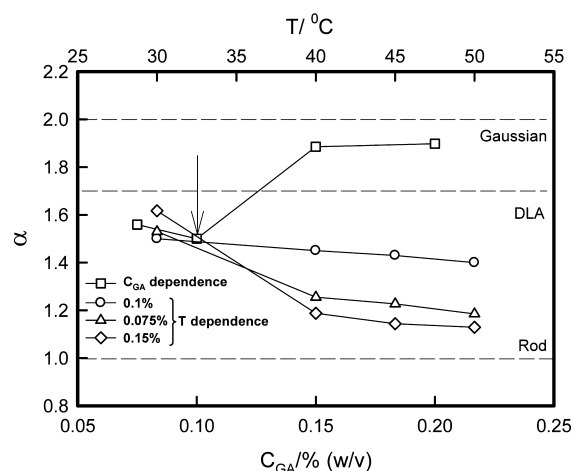 T/ ⁰C
25 30 35 40 45 50 55
2.2
2.0
Gaussian
1.8
1.6
DLA
α
1.4
C_GA dependence
0.1%
1.2
0.075% T dependence
0.15%
Rod
1.0
0.8
0.05 0.10 0.15 0.20 0.25
C_GA/% (w/v)